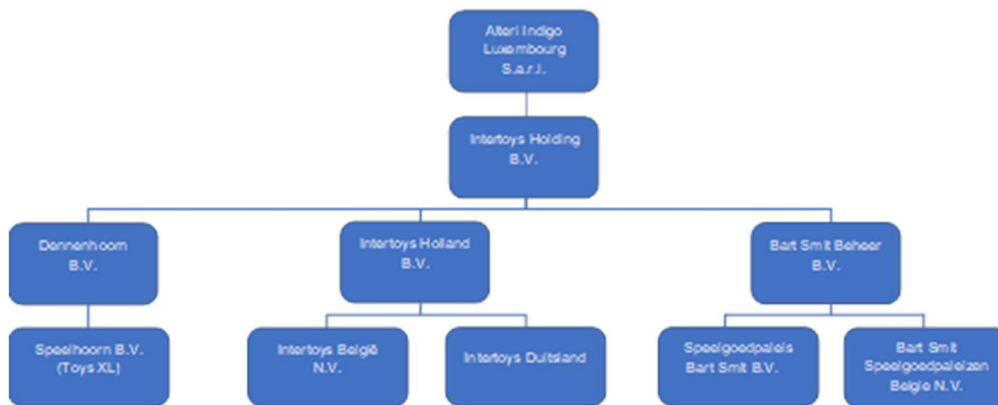 Alteri Indigo
Luxembourg
S.a.r.l.
Intertoys Holding
B.V.
Dennenhoorn
B.V.
Intertoys Holland
B.V.
Bart Smit Beheer
B.V.
Speelhoorn B.V.
(Toys XL)
Intertoys België
N.V.
Intertoys Duitsland
Speelgoedpaleis
Bart Smit B.V.
Bart Smit
Speelgoedpaleizen
Belgie N.V.